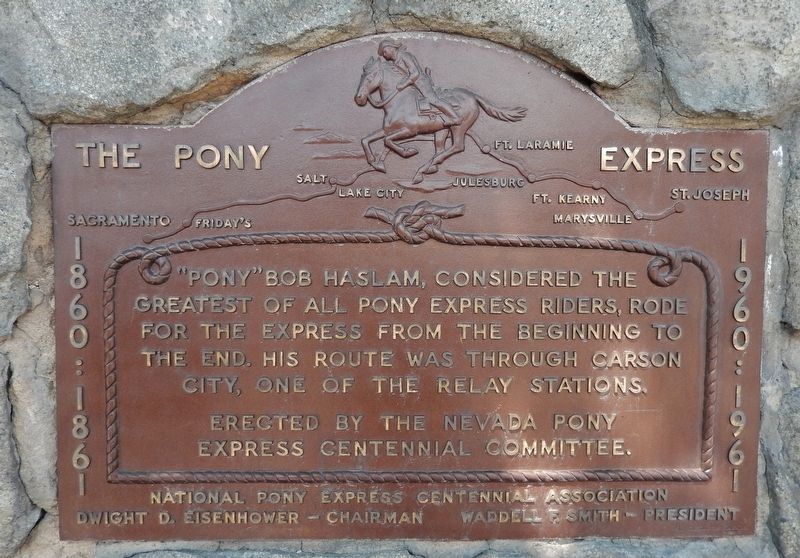 THE PONY EXPRESS
FT. LARAMIE
SALT LAKE CITY
JULESBURG
FT. KEARNY
ST. JOSEPH
MARYSVILLE
SACRAMENTO
FRIDAY'S
1860::1861
1960::1961
"PONY" BOB HASLAM, CONSIDERED THE
GREATEST OF ALL PONY EXPRESS RIDERS, RODE
FOR THE EXPRESS FROM THE BEGINNING TO
THE END. HIS ROUTE WAS THROUGH CARSON
CITY, ONE OF THE RELAY STATIONS.
ERECTED BY THE NEVADA PONY
EXPRESS CENTENNIAL COMMITTEE.
NATIONAL PONY EXPRESS CENTENNIAL ASSOCIATION
DWIGHT D. EISENHOWER - CHAIRMAN WADDELL F. SMITH - PRESIDENT